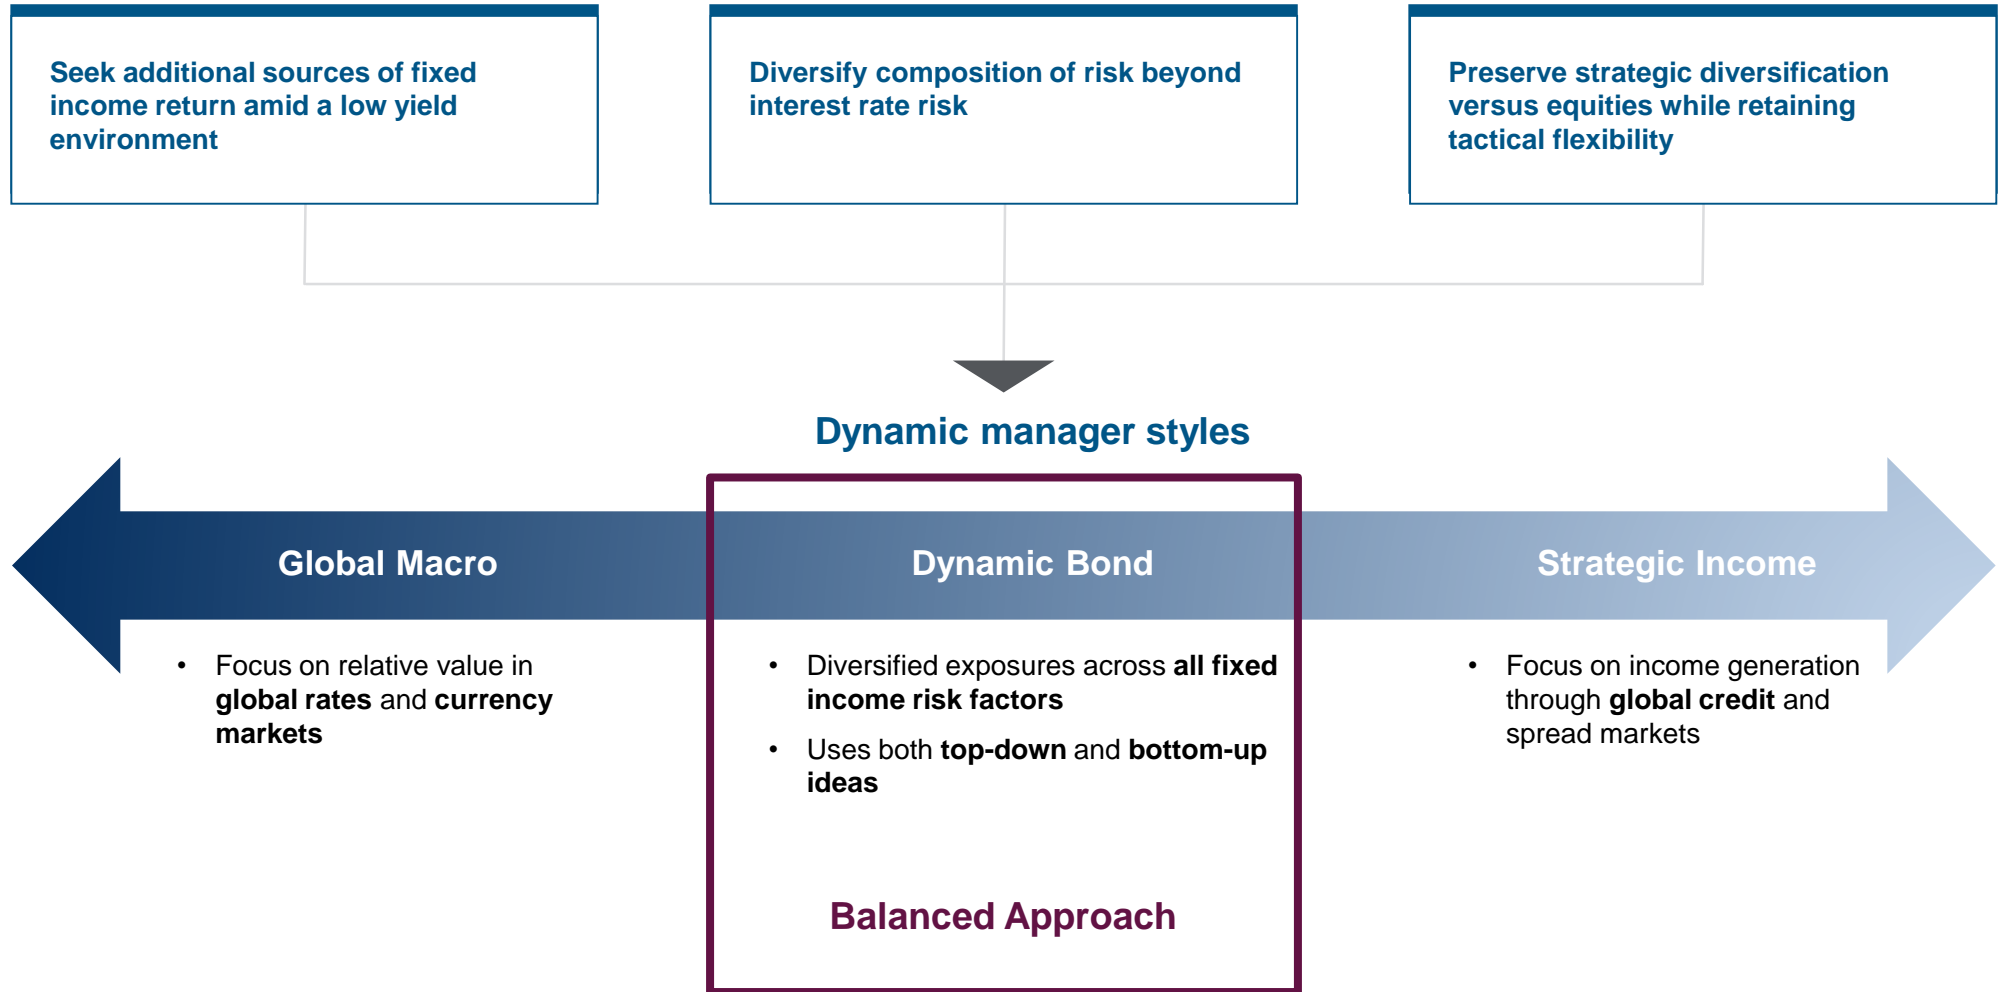 Seek additional sources of fixed
income return amid a low yield
environment
Diversify composition of risk beyond
interest rate risk
Preserve strategic diversification
versus equities while retaining
tactical flexibility
Dynamic manager styles
Global Macro
Dynamic Bond
Strategic Income
• Focus on relative value in
global rates and currency
markets
• Diversified exposures across all fixed
income risk factors
• Uses both top-down and bottom-up
ideas
• Focus on income generation
through global credit and
spread markets
Balanced Approach